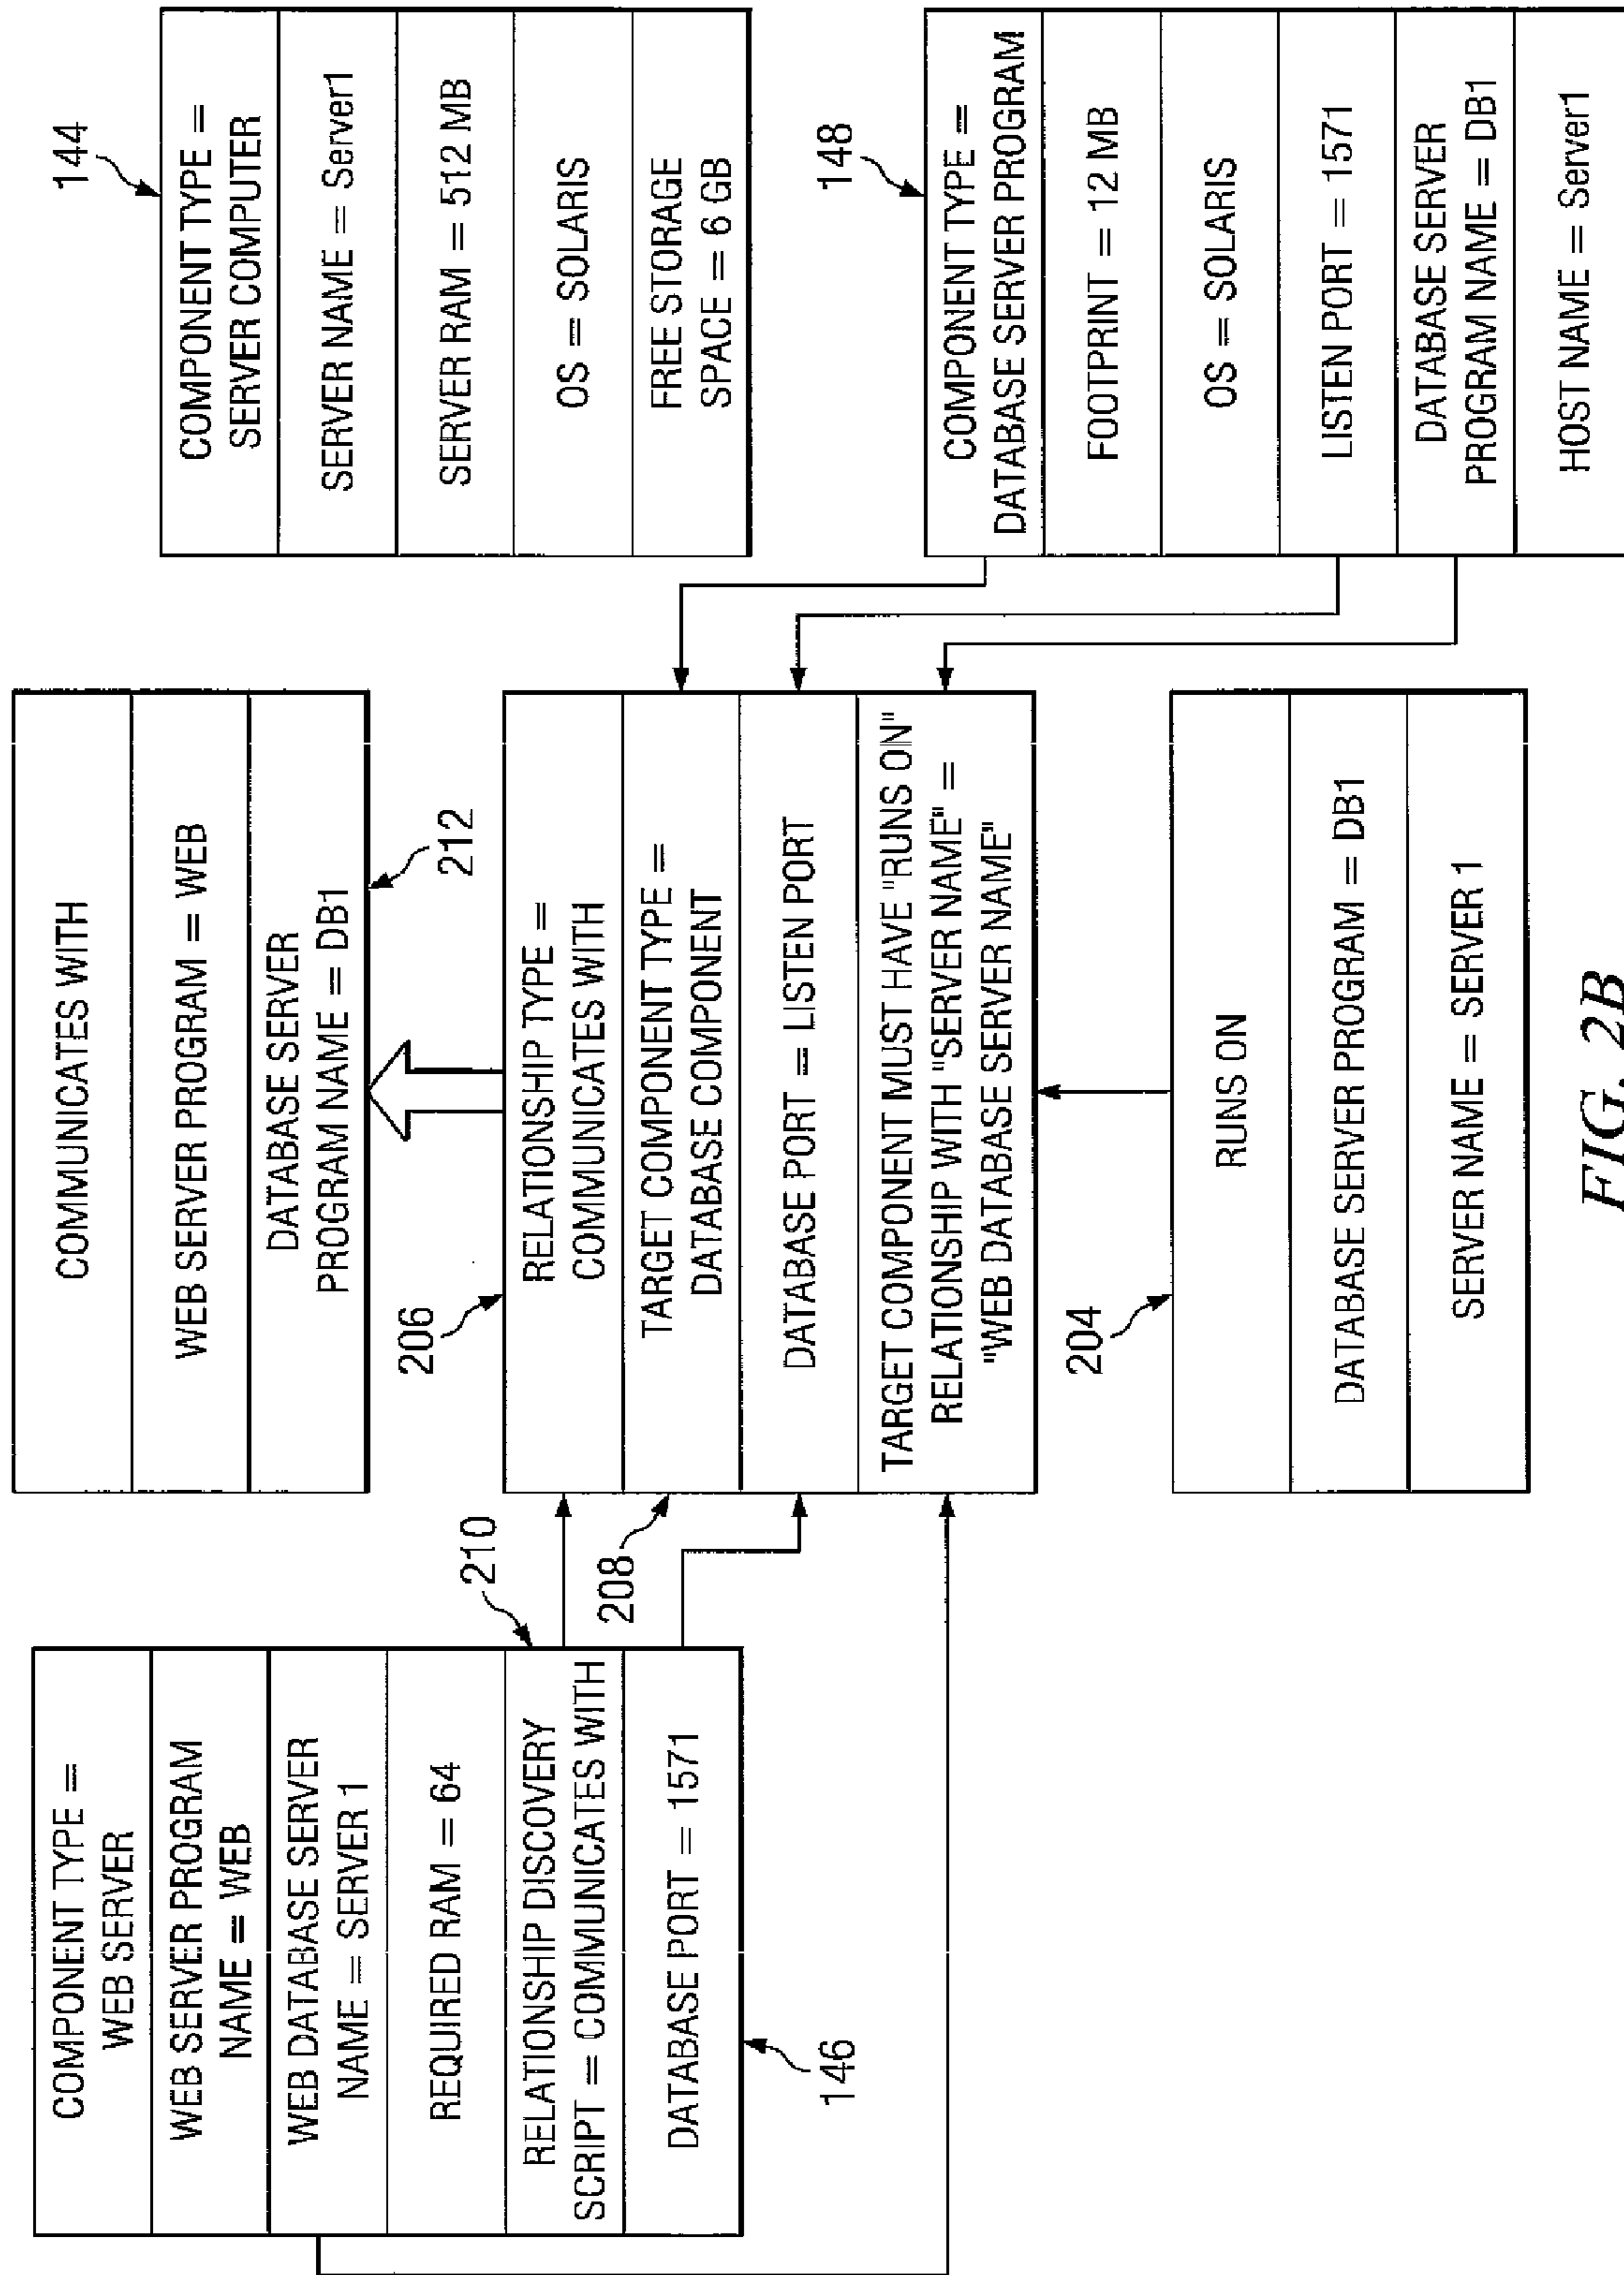 COMPONENT TYPE =
WEB SERVER
WEB SERVER PROGRAM
NAME = WEB
WEB DATABASE SERVER
NAME = SERVER 1
REQUIRED RAM = 64
RELATIONSHIP DISCOVERY
SCRIPT = COMMUNICATES WITH
DATABASE PORT = 1571
146
210
COMMUNICATES WITH
WEB SERVER PROGRAM = WEB
DATABASE SERVER
PROGRAM NAME = DB1
212
206
RELATIONSHIP TYPE =
COMMUNICATES WITH
208
TARGET COMPONENT TYPE =
DATABASE COMPONENT
DATABASE PORT = LISTEN PORT
TARGET COMPONENT MUST HAVE "RUNS ON"
RELATIONSHIP WITH "SERVER NAME" =
"WEB DATABASE SERVER NAME"
204
RUNS ON
DATABASE SERVER PROGRAM = DB1
SERVER NAME = SERVER 1
144
COMPONENT TYPE =
SERVER COMPUTER
SERVER NAME = Server1
SERVER RAM = 512 MB
OS = SOLARIS
FREE STORAGE
SPACE = 6 GB
148
COMPONENT TYPE =
DATABASE SERVER PROGRAM
FOOTPRINT = 12 MB
OS = SOLARIS
LISTEN PORT = 1571
DATABASE SERVER
PROGRAM NAME = DB1
HOST NAME = Server1
FIG. 2B